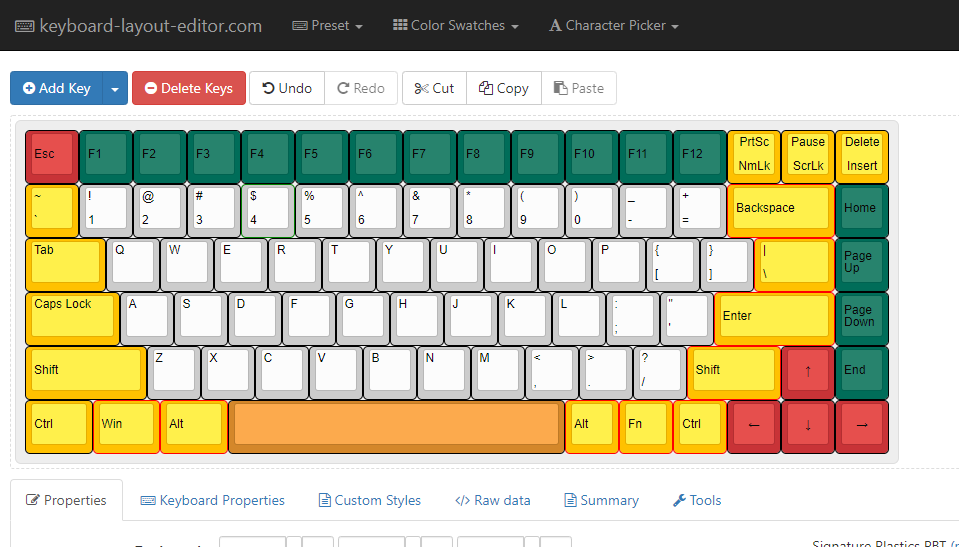 keyboard-layout-editor.com Preset Color Swatches Character Picker
Add Key Delete Keys Undo Redo Cut Copy Paste
Esc F1 F2 F3 F4 F5 F6 F7 F8 F9 F10 F11 F12 PrtSc NmLk Pause ScrLk Delete Insert
~ ` ! 1 @ 2 # 3 $ 4 % 5 ^ 6 & 7 * 8 ( 9 ) 0 _ - + = Backspace Home
Tab Q W E R T Y U I O P { [ } ] | \ Page Up
Caps Lock A S D F G H J K L : ; " ' Enter Page Down
Shift Z X C V B N M < , > . ? / Shift ↑ End
Ctrl Win Alt Alt Fn Ctrl ← ↓ →
Properties Keyboard Properties Custom Styles Raw data Summary Tools
Signature Plastics PBT